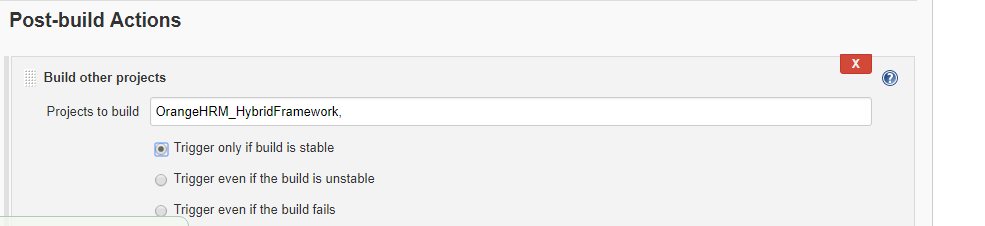 Post-build Actions
X
Build other projects
?
Projects to build OrangeHRM_HybridFramework,
Trigger only if build is stable
Trigger even if the build is unstable
Trigger even if the build fails